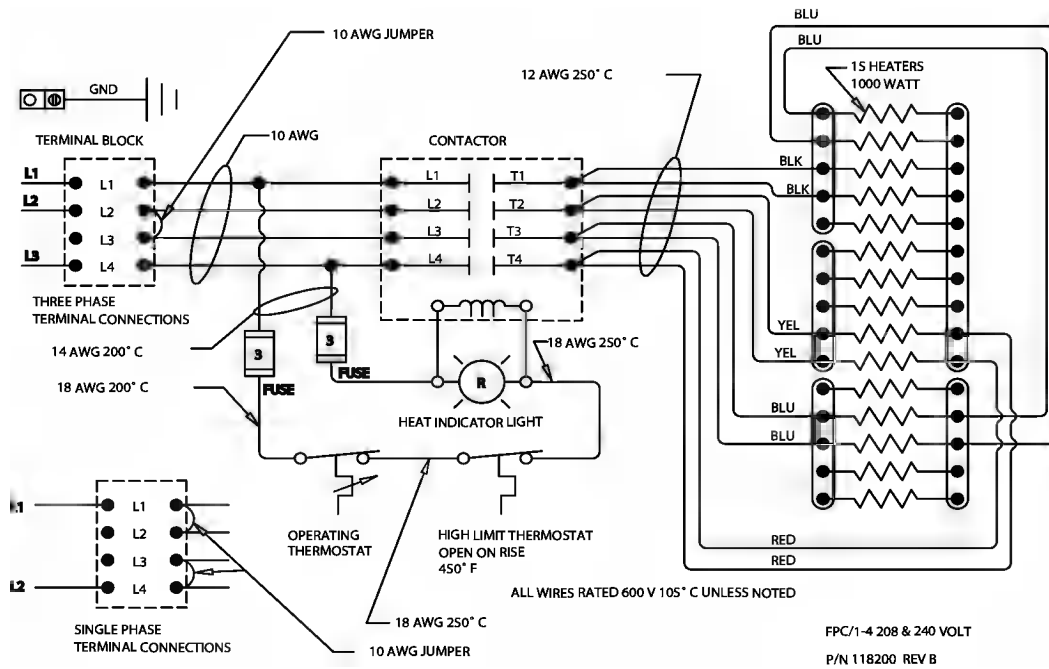 BLU
BLU
10 AWG JUMPER
12 AWG 250° C
1S HEATERS
1000 WATT
GND
TERMINAL BLOCK
10 AWG
CONTACTOR
L1 L1 L1 T1 BLK
L2 L2 L2 T2 BLK
L3 L3 T3
L3 L4 L4 T4
THREE PHASE
TERMINAL CONNECTIONS
14 AWG 200° C
3
3
YEL
YEL
18 AWG 250° C
18 AWG 200° C
FUSE
FUSE
R
HEAT INDICATOR LIGHT
BLU
BLU
OPERATING
THERMOSTAT
HIGH LIMIT THERMOSTAT
OPEN ON RISE
450° F
RED
RED
.1 L1
L2
L3
L2 L4
ALL WIRES RATED 600 V 105° C UNLESS NOTED
SINGLE PHASE
TERMINAL CONNECTIONS
18 AWG 250° C
10 AWG JUMPER
FPC/1-4 208 & 240 VOLT
P/N 118200 REV B